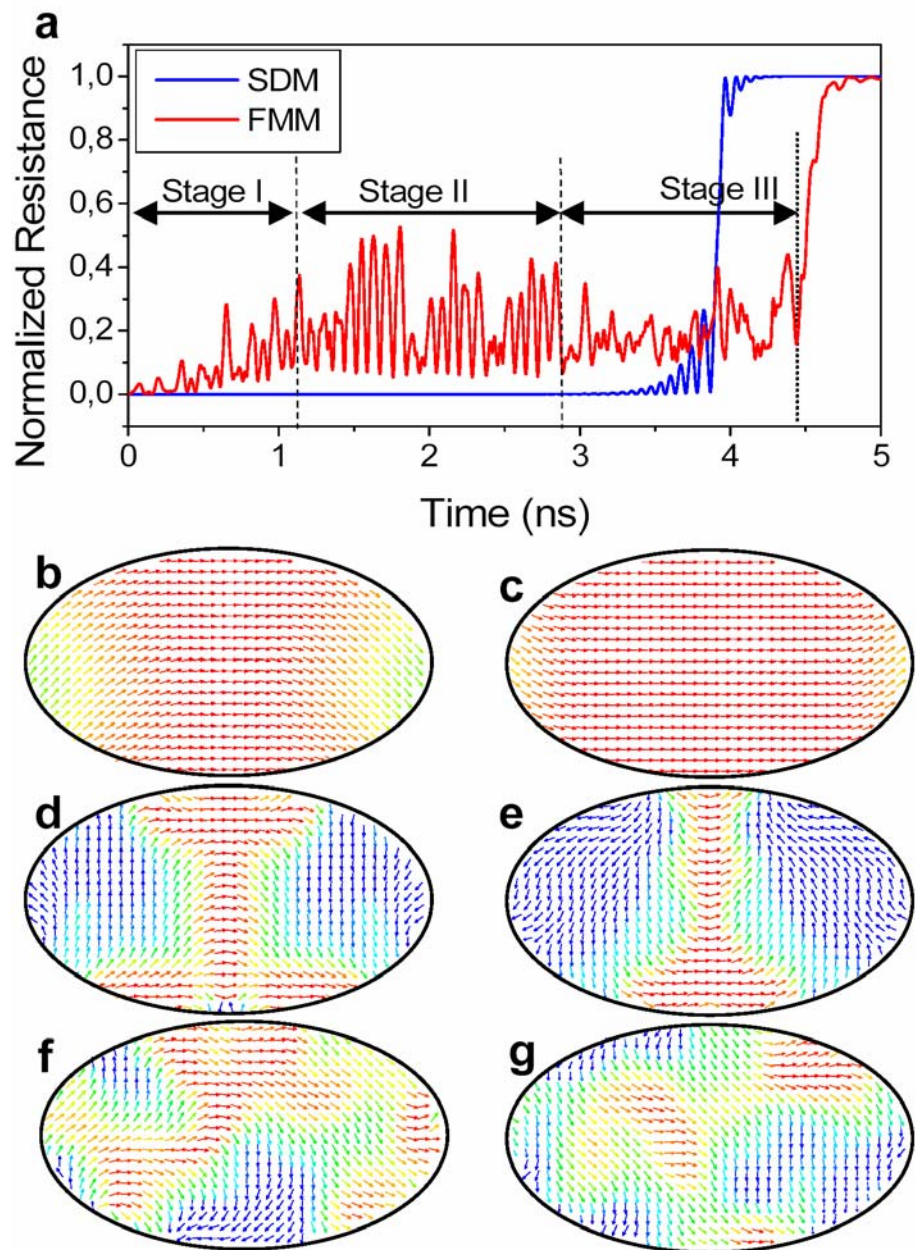 a
SDM
FMM
1,0
0,8
0,6
0,4
0,2
0,0
Normalized Resistance
Stage I
Stage II
Stage III
0
1
2
3
4
5
Time (ns)
b
c
d
e
f
g